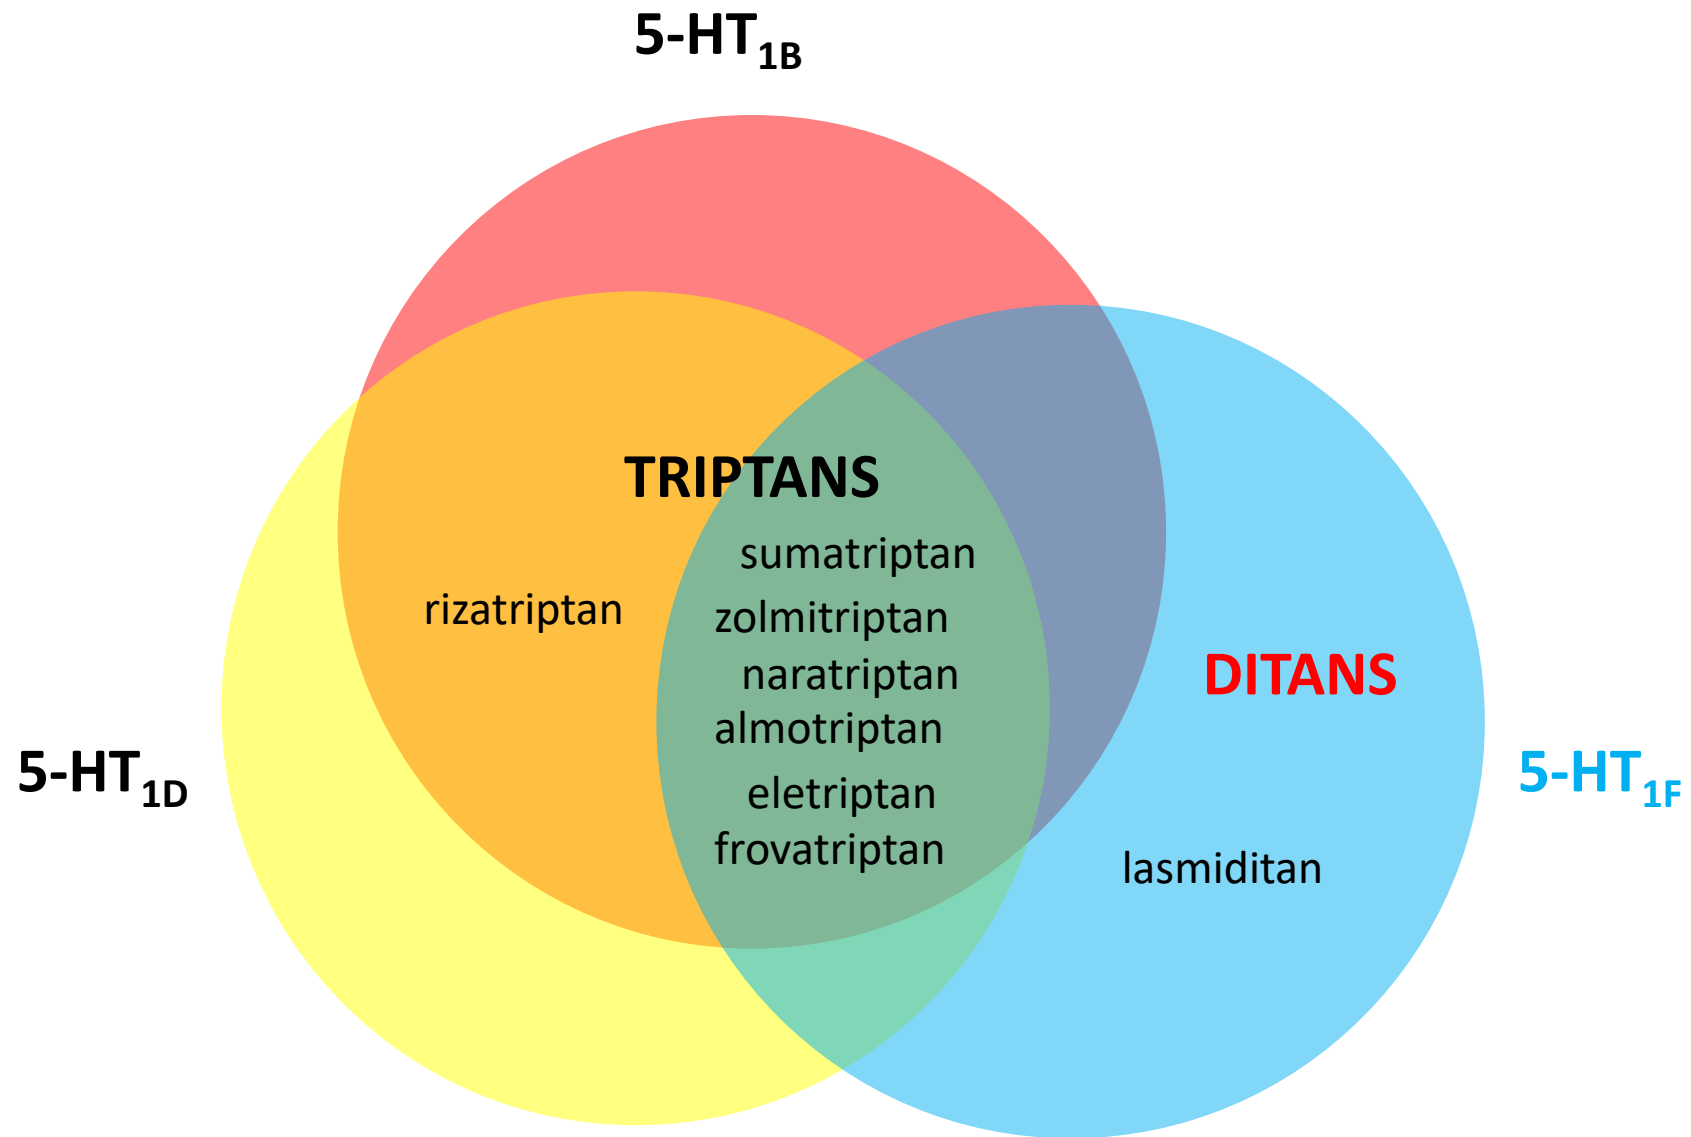 5-HT1B
TRIPTANS
sumatriptan
rizatriptan
zolmitriptan
naratriptan
DITANS
almotriptan
5-HT1D
5-HT1F
eletriptan
frovatriptan
lasmiditan